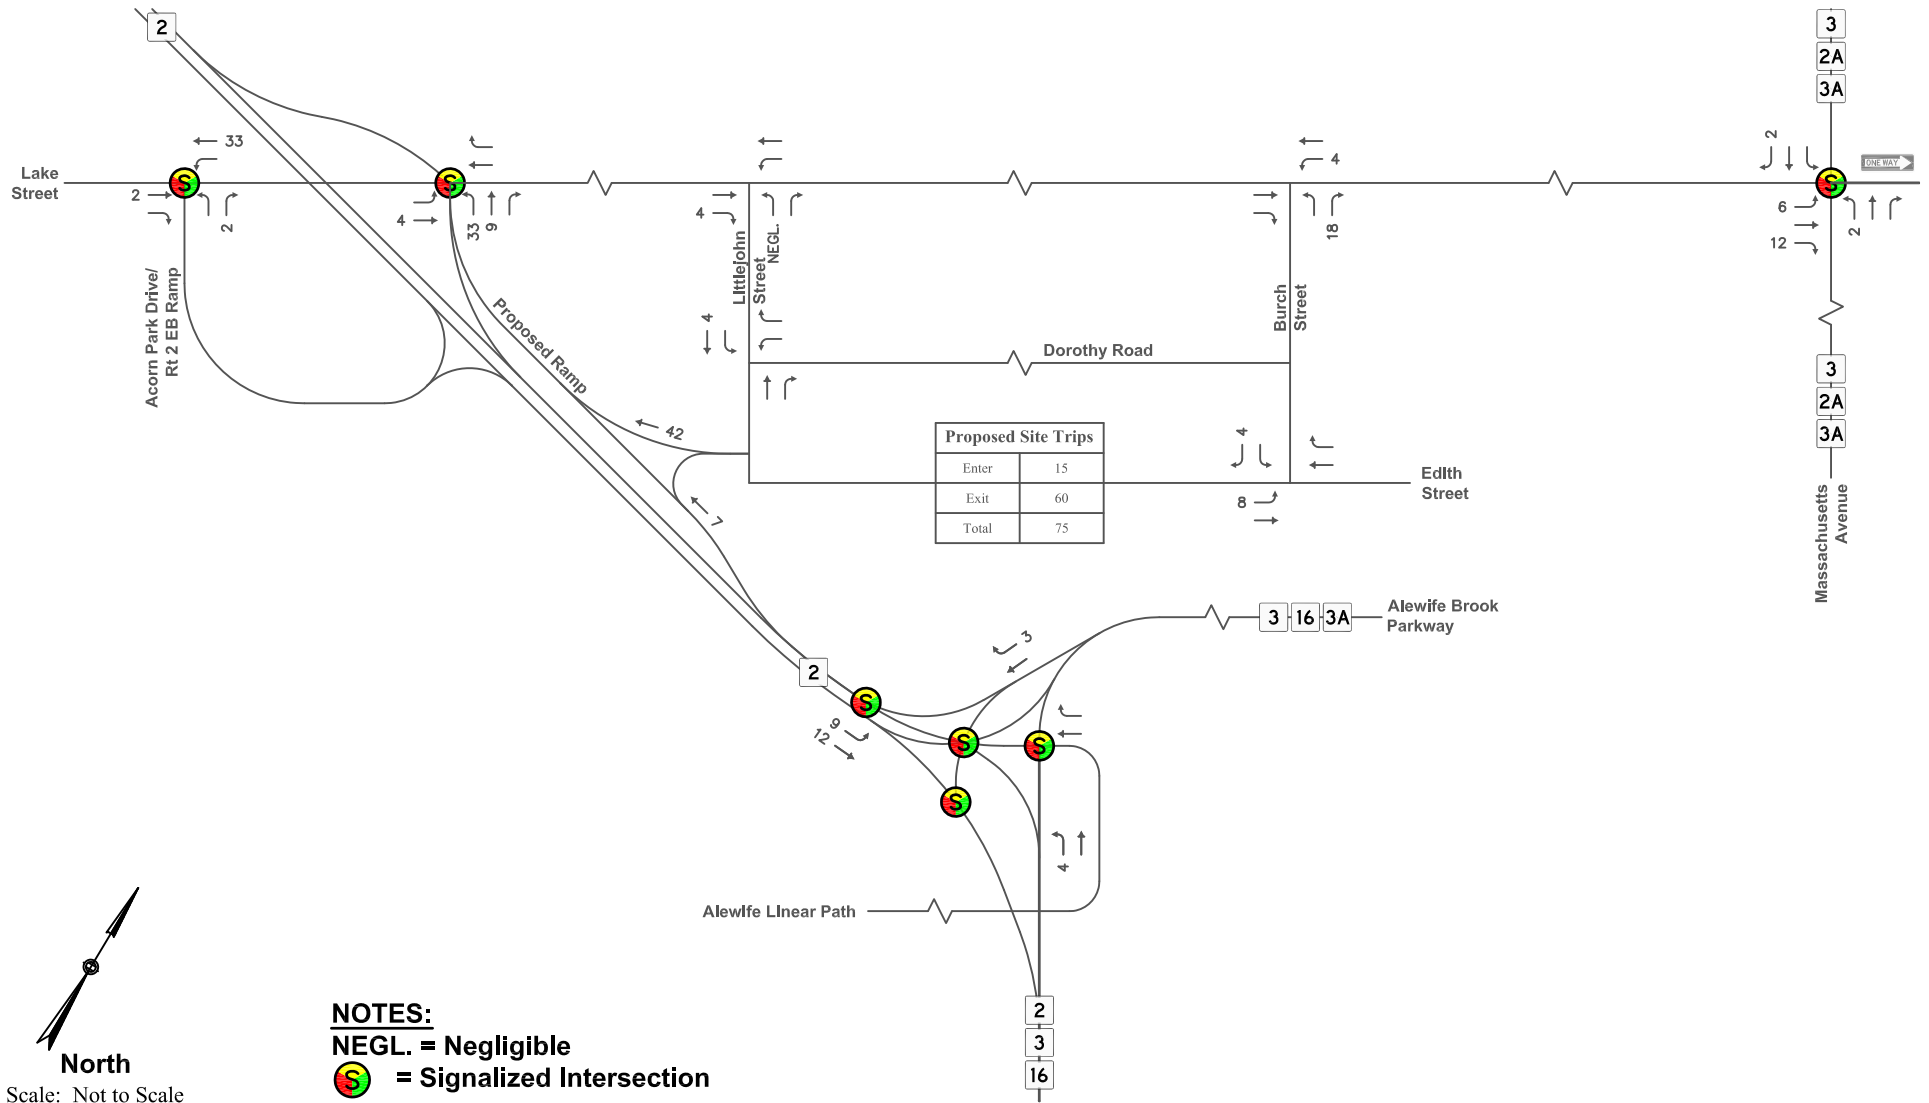 2
3
2A
3A
33
4
2
Lake
Street
ONE WAY
S
S
S
2
4
4
6
2
33
9
NEGL.
18
12
2
Littlejohn
Street
Acorn Park Drive/
Rt 2 EB Ramp
Proposed Ramp
Burch
Street
4
Dorothy Road
3
2A
3A
42
Proposed Site Trips
Enter 15
Exit 60
Total 75
4
8
Edith
Street
Massachusetts
Avenue
7
3 16 3A
Alewife Brook
Parkway
3
2
9
12
S
S
S
S
4
Alewife Linear Path
2
3
16
North
Scale: Not to Scale
NOTES:
NEGL. = Negligible
S = Signalized Intersection